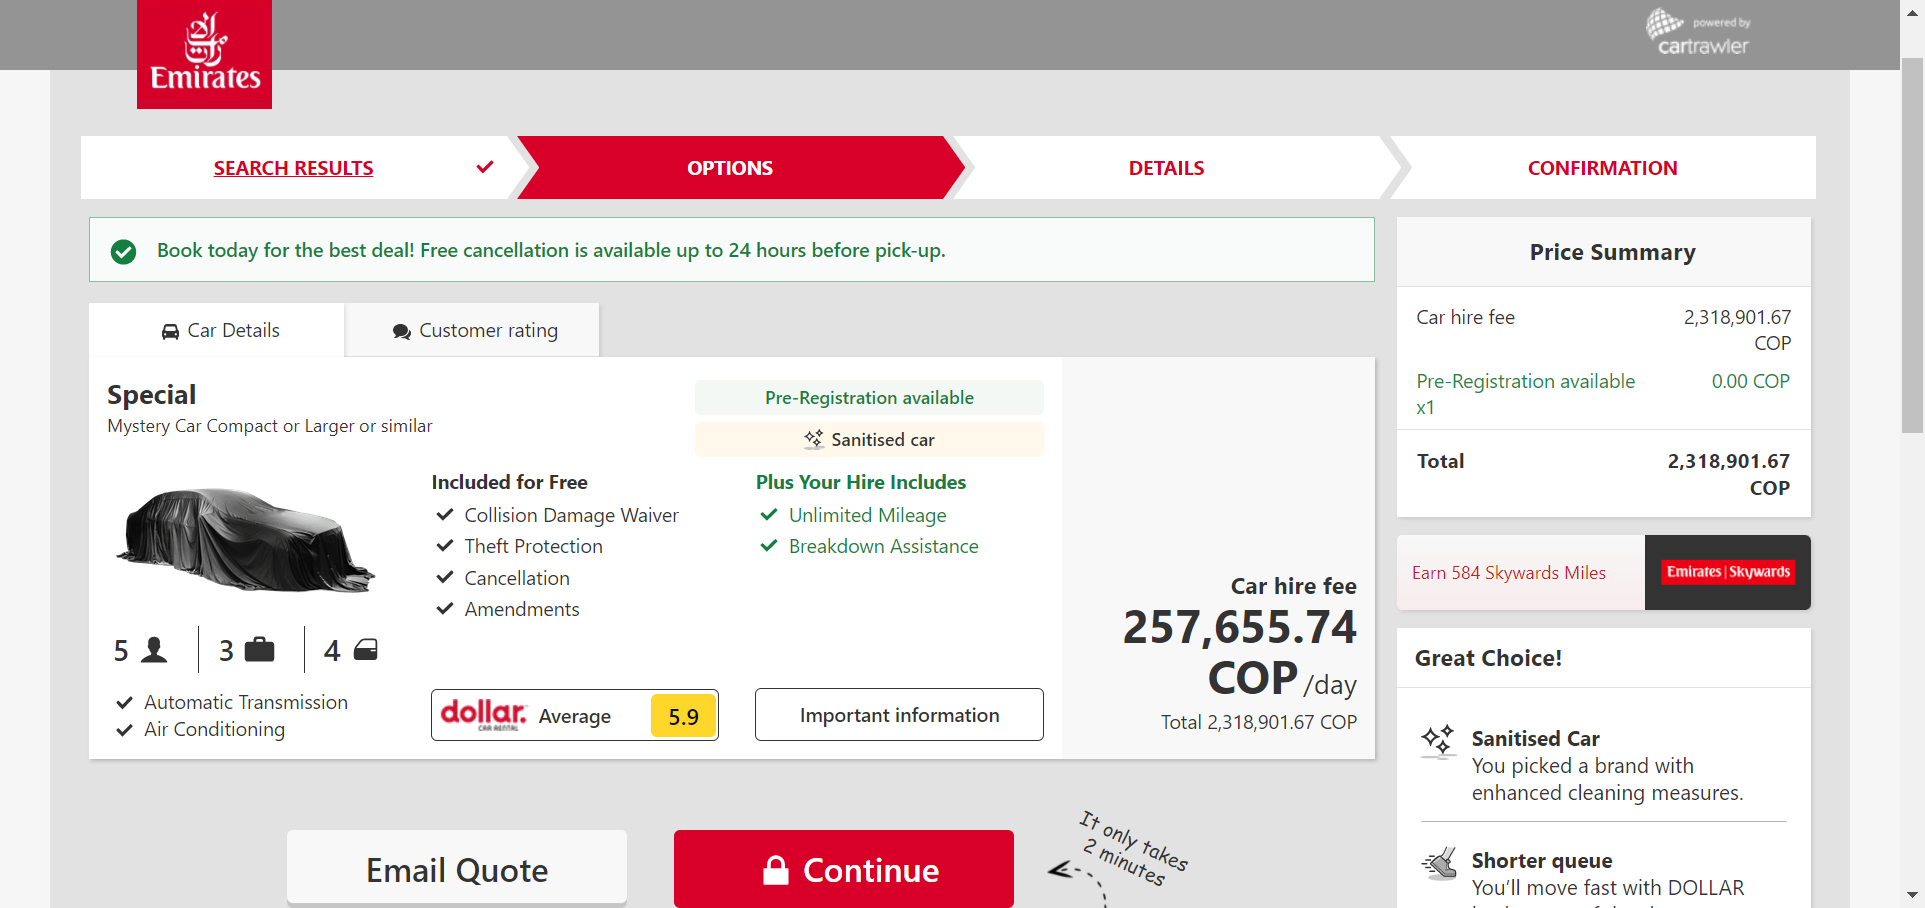 Emirates
powered by
cartrawler
SEARCH RESULTS
OPTIONS
DETAILS
CONFIRMATION
Book today for the best deal! Free cancellation is available up to 24 hours before pick-up.
Car Details
Customer rating
Special
Mystery Car Compact or Larger or similar
Pre-Registration available
Sanitised car
Included for Free
Collision Damage Waiver
Theft Protection
Cancellation
Amendments
Plus Your Hire Includes
Unlimited Mileage
Breakdown Assistance
5
3
4
Automatic Transmission
Air Conditioning
dollar.
CAR RENTAL
Average
5.9
Important information
Car hire fee
257,655.74
COP /day
Total 2,318,901.67 COP
Email Quote
Continue
It only takes
2 minutes
Price Summary
Car hire fee 2,318,901.67
COP
Pre-Registration available 0.00 COP
x1
Total 2,318,901.67
COP
Earn 584 Skywards Miles
Emirates | Skywards
Great Choice!
Sanitised Car
You picked a brand with
enhanced cleaning measures.
Shorter queue
You'll move fast with DOLLAR